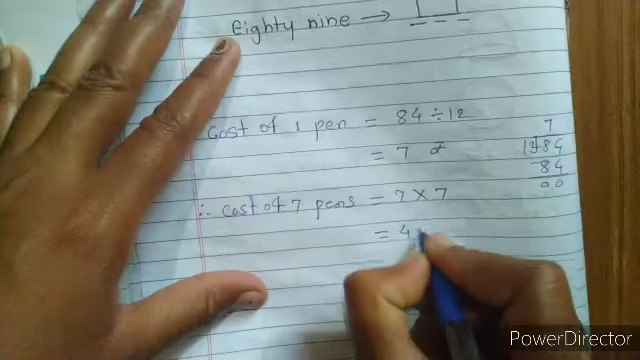 Eighty nine →
cost of 1 pen = 84 ÷ 12
= 7
∴ cost of 7 pens = 7 × 7
= 4
7
12 84
84
00
PowerDirector